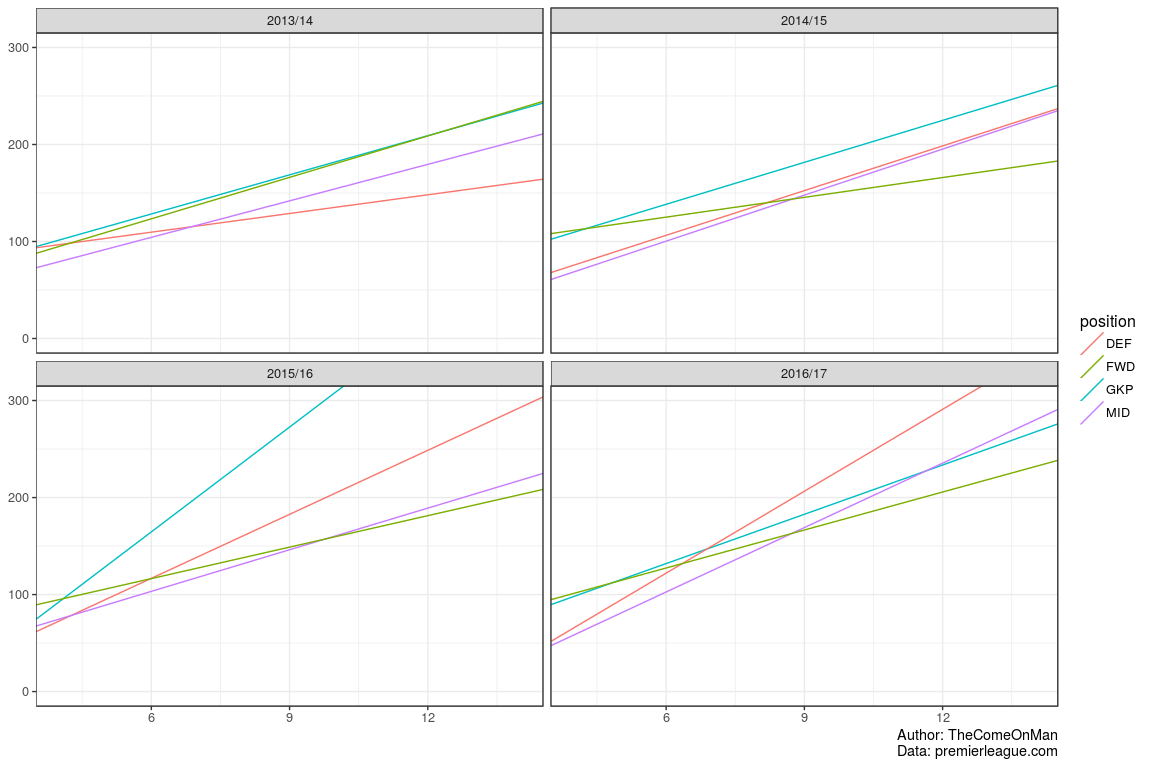 2013/14
2014/15
300
200
100
0
2015/16
2016/17
300
200
100
0
6
9
12
6
9
12
position
DEF
FWD
GKP
MID
Author: TheComeOnMan
Data: premierleague.com